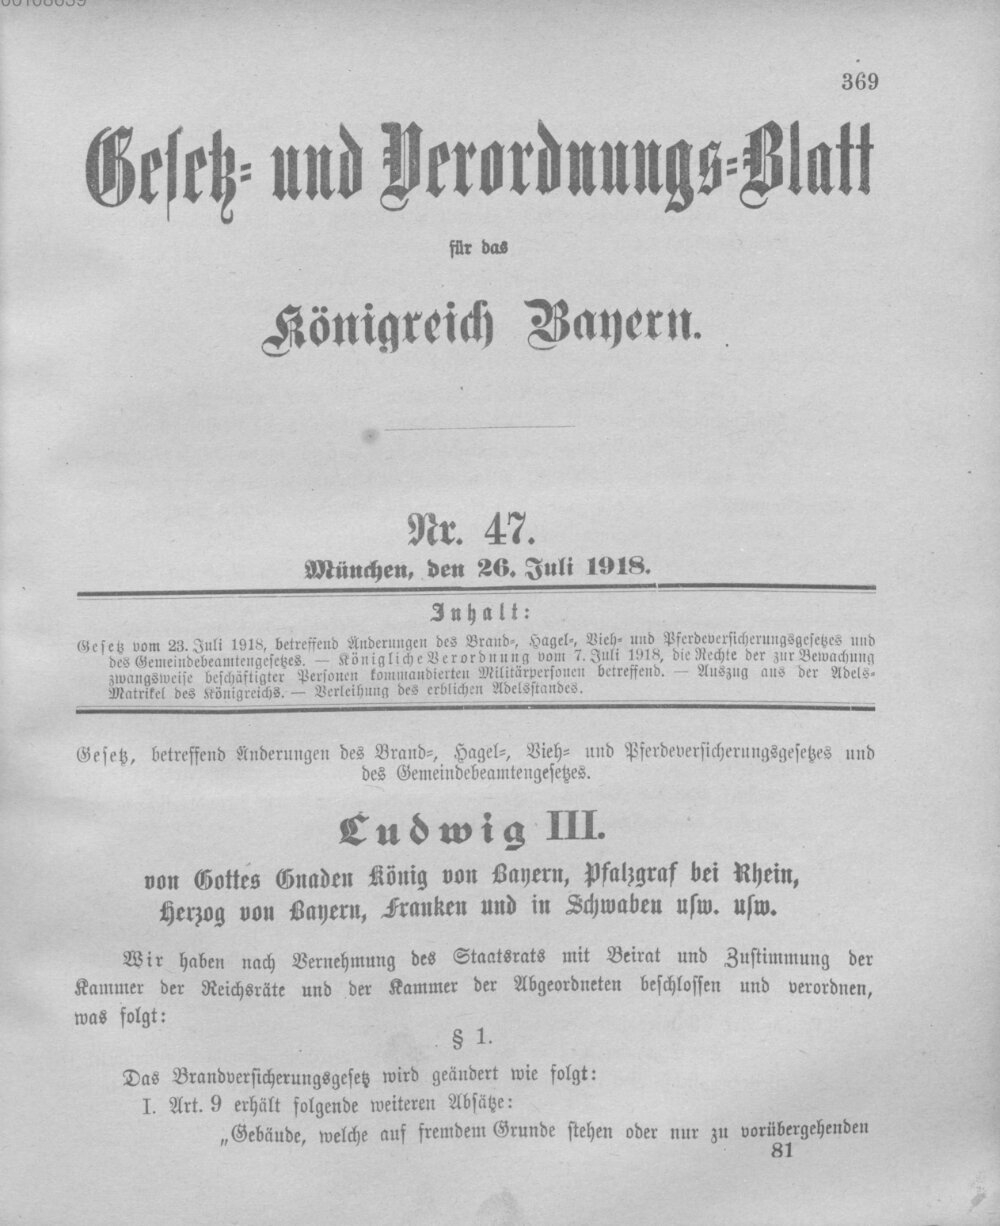 00108639
369
Gesetz- und Verordnungs-Blatt
für das
Königreich Bayern.
Nr. 47.
München, den 26. Juli 1918.
Inhalt:
Gesetz vom 23. Juli 1918, betreffend Änderungen des Brand-, Hagel-, Vieh- und Pferdeversicherungsgesetzes und
des Gemeindebeamtengesetzes. — Königliche Verordnung vom 7. Juli 1918, die Rechte der zur Bewachung
zwangsweise beschäftigter Personen kommandierten Militärpersonen betreffend. — Auszug aus der Adels-
Matrikel des Königreichs. — Verleihung des erblichen Adelsstandes.
Gesetz, betreffend Änderungen des Brand-, Hagel-, Vieh- und Pferdeversicherungsgesetzes und
des Gemeindebeamtengesetzes.
Ludwig III.
von Gottes Gnaden König von Bayern, Pfalzgraf bei Rhein,
Herzog von Bayern, Franken und in Schwaben usw. usw.
Wir haben nach Vernehmung des Staatsrats mit Beirat und Zustimmung der
Kammer der Reichsräte und der Kammer der Abgeordneten beschlossen und verordnen,
was folgt:
§ 1.
Das Brandversicherungsgesetz wird geändert wie folgt:
I. Art. 9 erhält folgende weiteren Absätze:
„Gebäude, welche auf fremdem Grunde stehen oder nur zu vorübergehenden
81